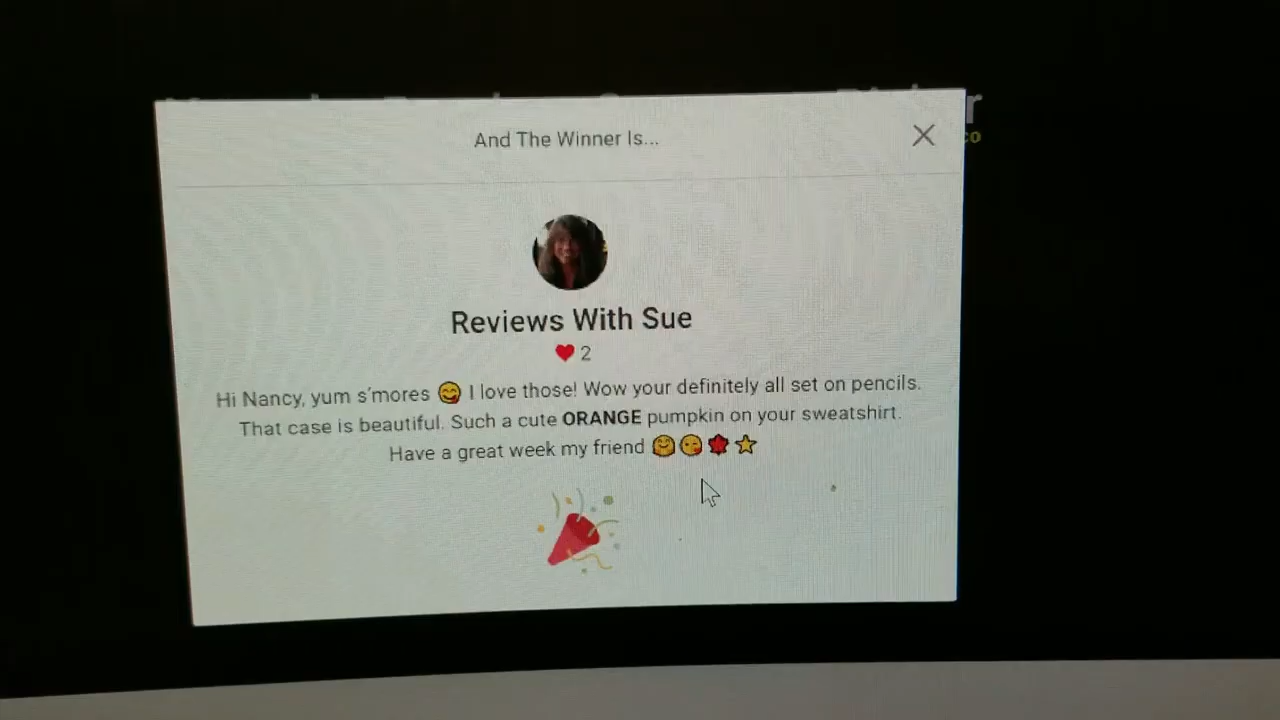 And The Winner Is...
Reviews With Sue
❤ 2
Hi Nancy, yum s'mores 😋 I love those! Wow your definitely all set on pencils.
That case is beautiful. Such a cute ORANGE pumpkin on your sweatshirt.
Have a great week my friend 🤗😘🍁⭐